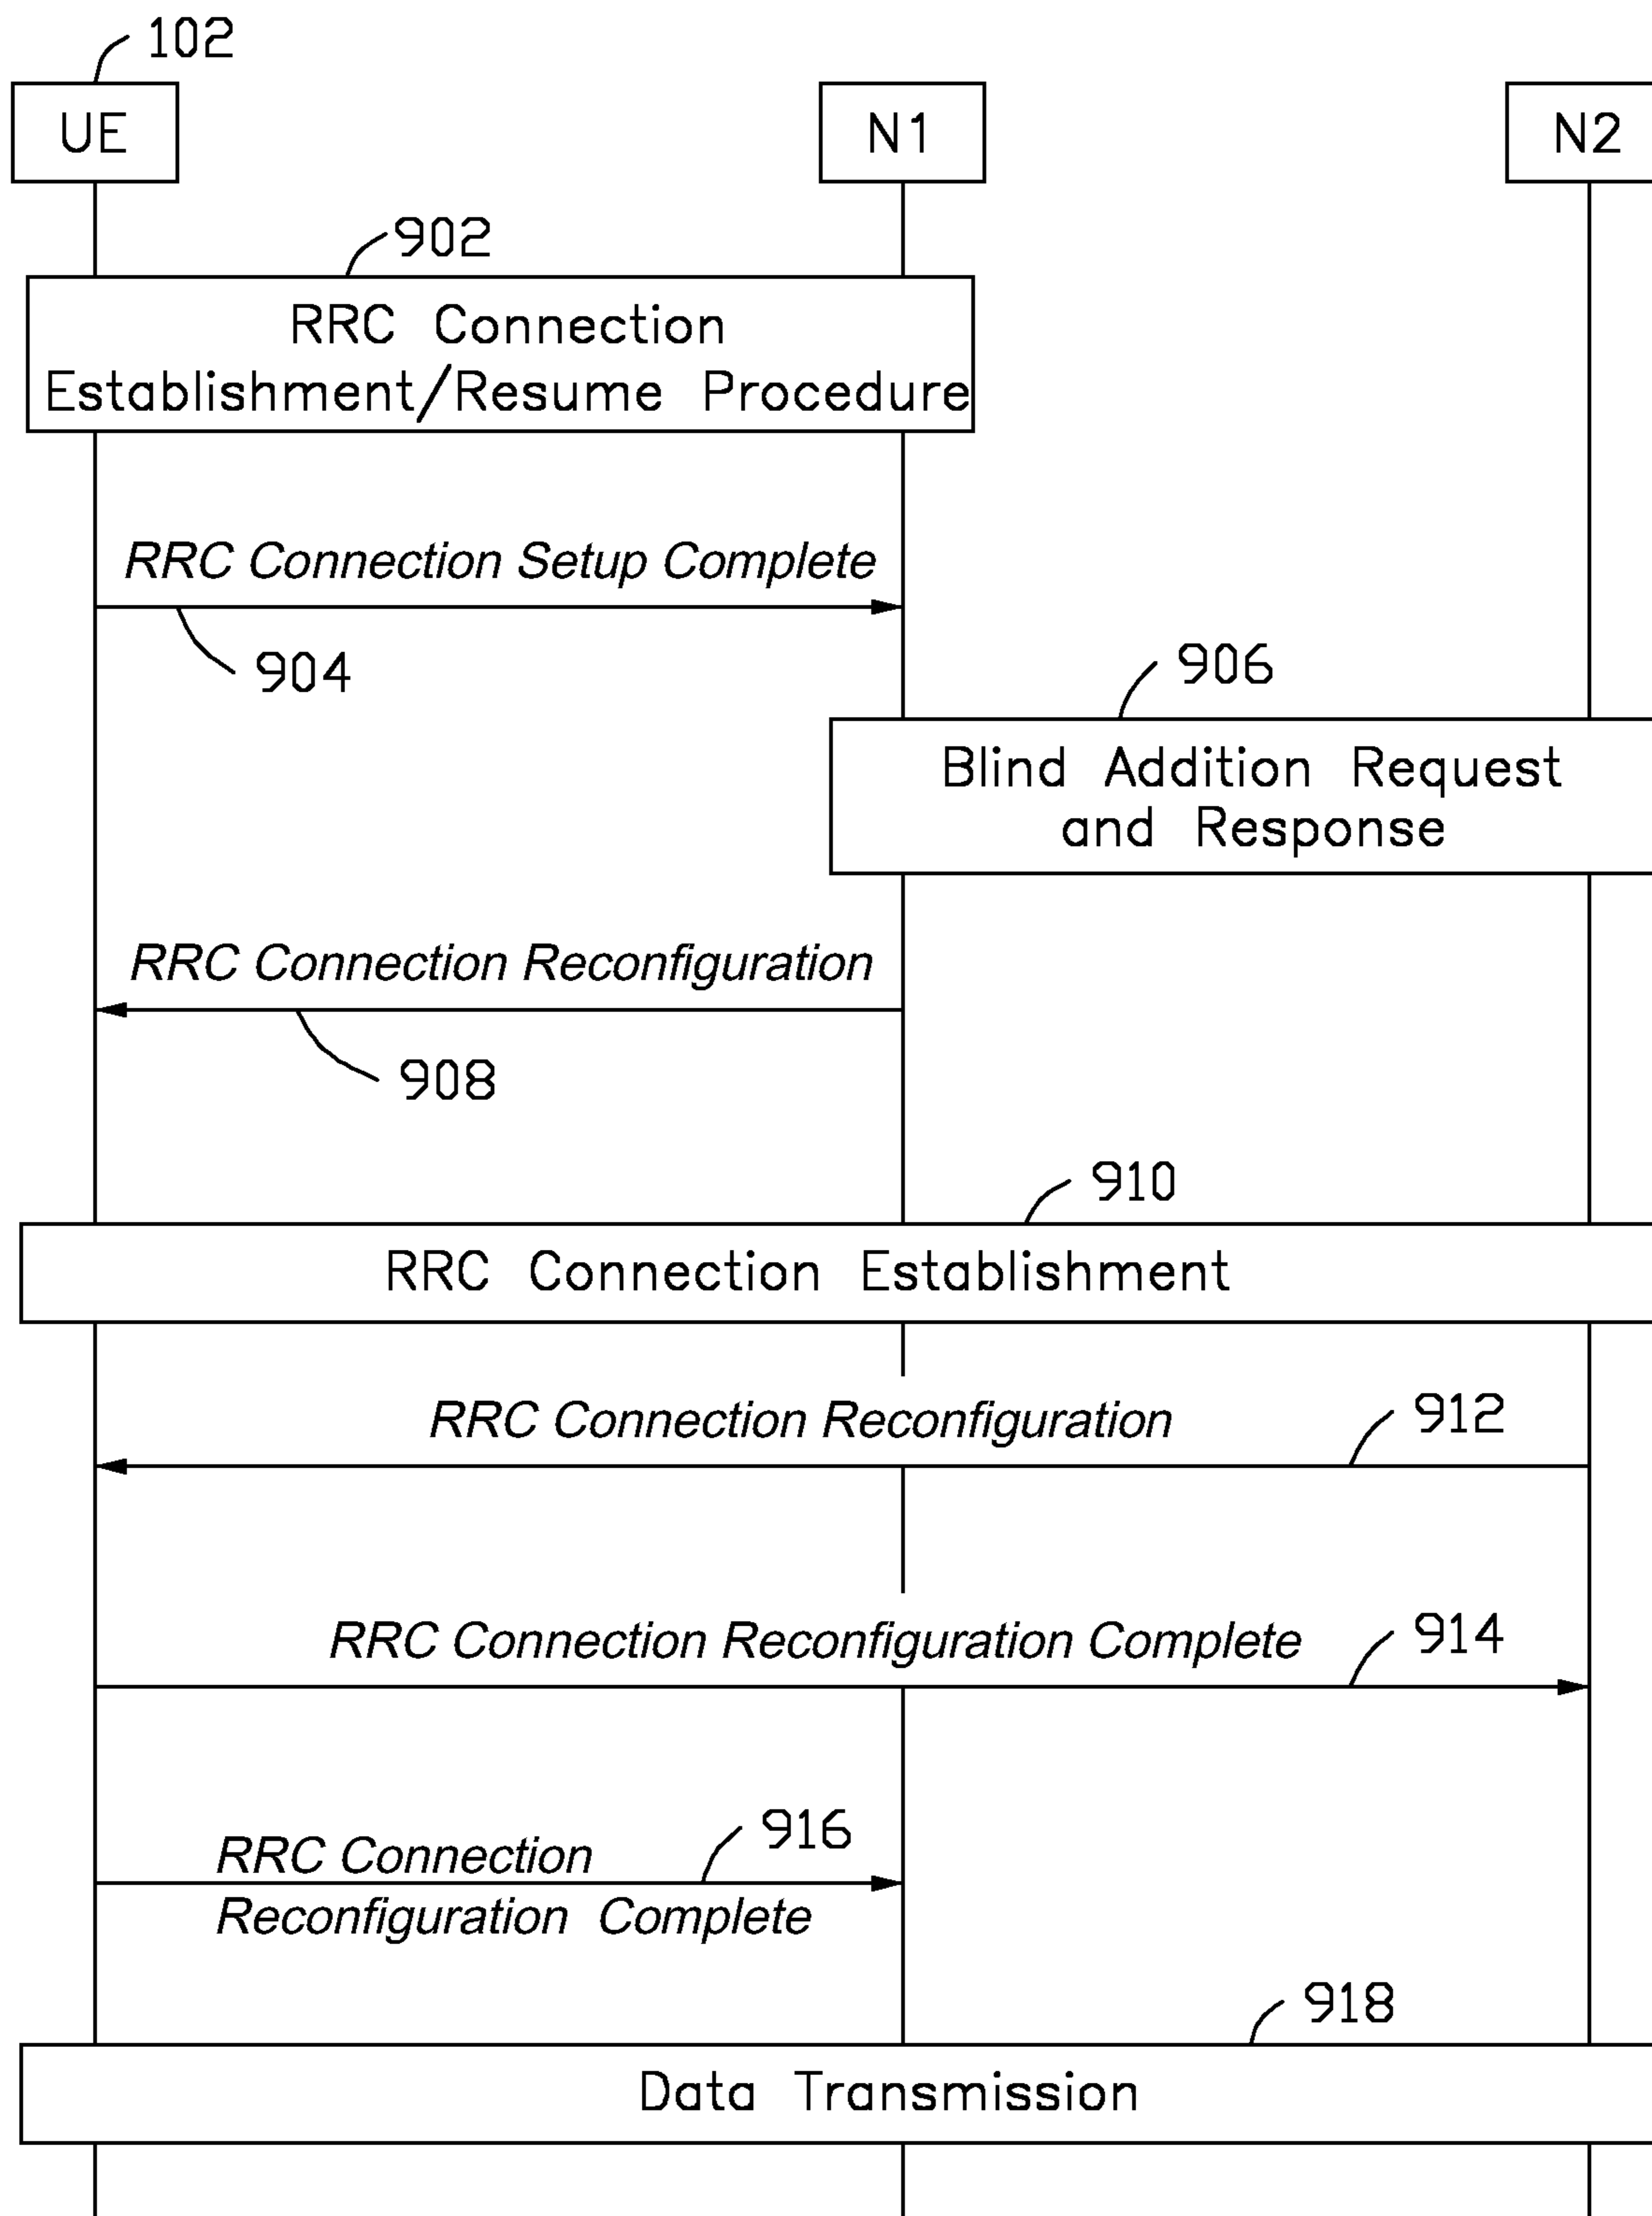 102
UE
N1
N2
902
RRC Connection
Establishment/Resume Procedure
RRC Connection Setup Complete
904
906
Blind Addition Request
and Response
RRC Connection Reconfiguration
908
910
RRC Connection Establishment
RRC Connection Reconfiguration
912
RRC Connection Reconfiguration Complete
914
916
RRC Connection
Reconfiguration Complete
918
Data Transmission